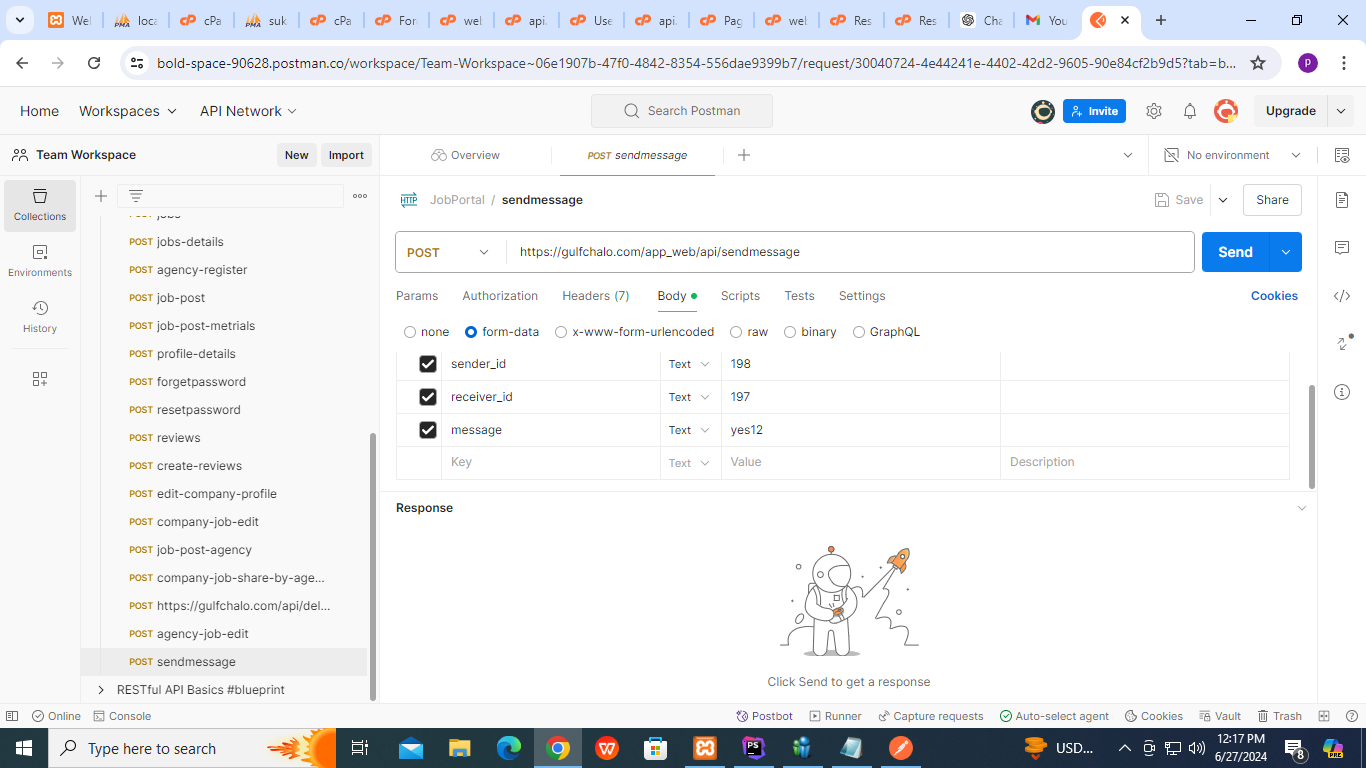 Wel
loca
cPa
suk
cPa
For
wel
api.
Use
api.
Pag
wel
Res
Res
Cha
You
bold-space-90628.postman.co/workspace/Team-Workspace~06e1907b-47f0-4842-8354-556dae9399b7/request/30040724-4e44241e-4402-42d2-9605-90e84cf2b9d5?tab=b...
p
Home Workspaces API Network
Search Postman
Invite
Upgrade
Team Workspace New Import
Overview
POST sendmessage
No environment
Collections
Environments
History
jobs
POST jobs-details
POST agency-register
POST job-post
POST job-post-metrials
POST profile-details
POST forgetpassword
POST resetpassword
POST reviews
POST create-reviews
POST edit-company-profile
POST company-job-edit
POST job-post-agency
POST company-job-share-by-age...
POST https://gulfchalo.com/api/del...
POST agency-job-edit
POST sendmessage
RESTful API Basics #blueprint
HTTP JobPortal / sendmessage
Save Share
POST https://gulfchalo.com/app_web/api/sendmessage Send
Params Authorization Headers (7) Body Scripts Tests Settings Cookies
none form-data x-www-form-urlencoded raw binary GraphQL
sender_id Text 198
receiver_id Text 197
message Text yes12
Key Text Value Description
Response
Click Send to get a response
Online Console
Postbot Runner Capture requests Auto-select agent Cookies Vault Trash
Type here to search
USD...
12:17 PM
6/27/2024
8
PRE